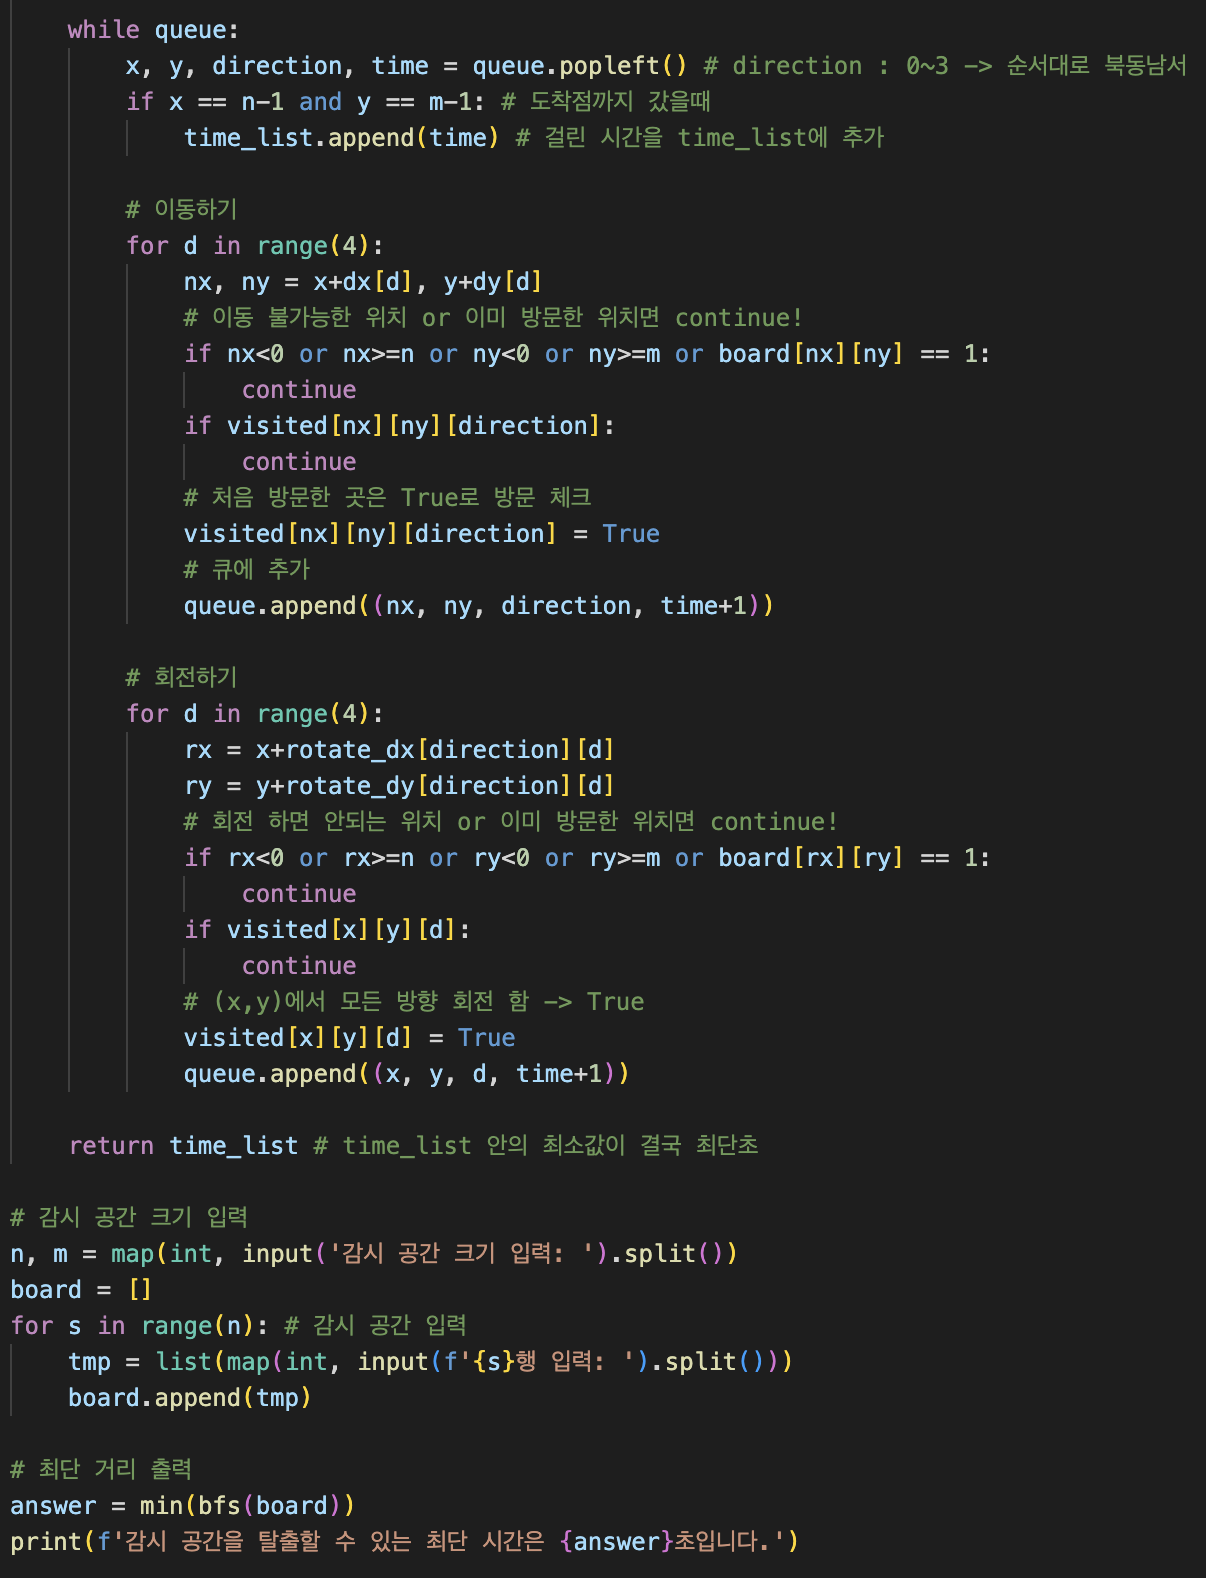 while queue:
x, y, direction, time = queue.popleft() # direction : 0~3 -> 순서대로 북동남서
if x == n-1 and y == m-1: # 도착점까지 갔을때
time_list.append(time) # 걸린 시간을 time_list에 추가
# 이동하기
for d in range(4):
nx, ny = x+dx[d], y+dy[d]
# 이동 불가능한 위치 or 이미 방문한 위치면 continue!
if nx<0 or nx>=n or ny<0 or ny>=m or board[nx][ny] == 1:
continue
if visited[nx][ny][direction]:
continue
# 처음 방문한 곳은 True로 방문 체크
visited[nx][ny][direction] = True
# 큐에 추가
queue.append((nx, ny, direction, time+1))
# 회전하기
for d in range(4):
rx = x+rotate_dx[direction][d]
ry = y+rotate_dy[direction][d]
# 회전 하면 안되는 위치 or 이미 방문한 위치면 continue!
if rx<0 or rx>=n or ry<0 or ry>=m or board[rx][ry] == 1:
continue
if visited[x][y][d]:
continue
# (x,y)에서 모든 방향 회전 함 -> True
visited[x][y][d] = True
queue.append((x, y, d, time+1))
return time_list # time_list 안의 최소값이 결국 최단초
# 감시 공간 크기 입력
n, m = map(int, input('감시 공간 크기 입력: ').split())
board = []
for s in range(n): # 감시 공간 입력
tmp = list(map(int, input(f'{s}행 입력: ').split()))
board.append(tmp)
# 최단 거리 출력
answer = min(bfs(board))
print(f'감시 공간을 탈출할 수 있는 최단 시간은 {answer}초입니다.')